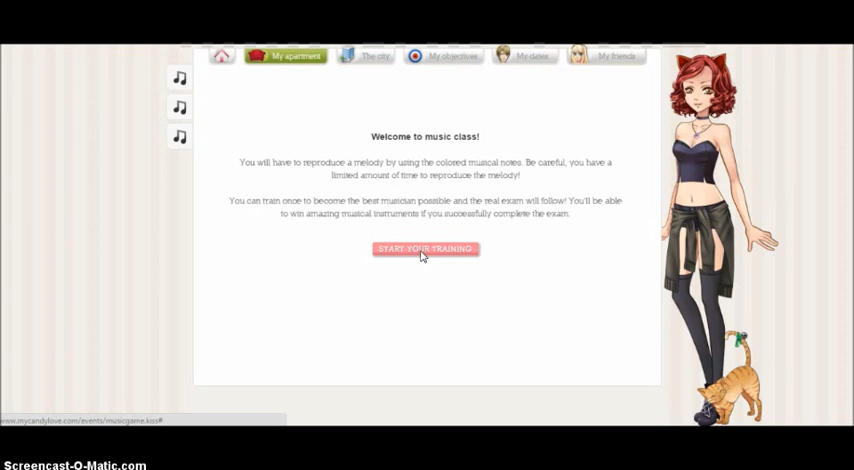 My apartment
The city
My objectives
My dates
My friends
Welcome to music class!
You will have to reproduce a melody by using the colored musical notes. Be careful, you have a
limited amount of time to reproduce the melody!
You can train once to become the best musician possible and the real exam will follow! You'll be able
to win amazing musical instruments if you successfully complete the exam.
START YOUR TRAINING
www.mycandylove.com/events/musicgame.kiss#
Screencast-O-Matic.com